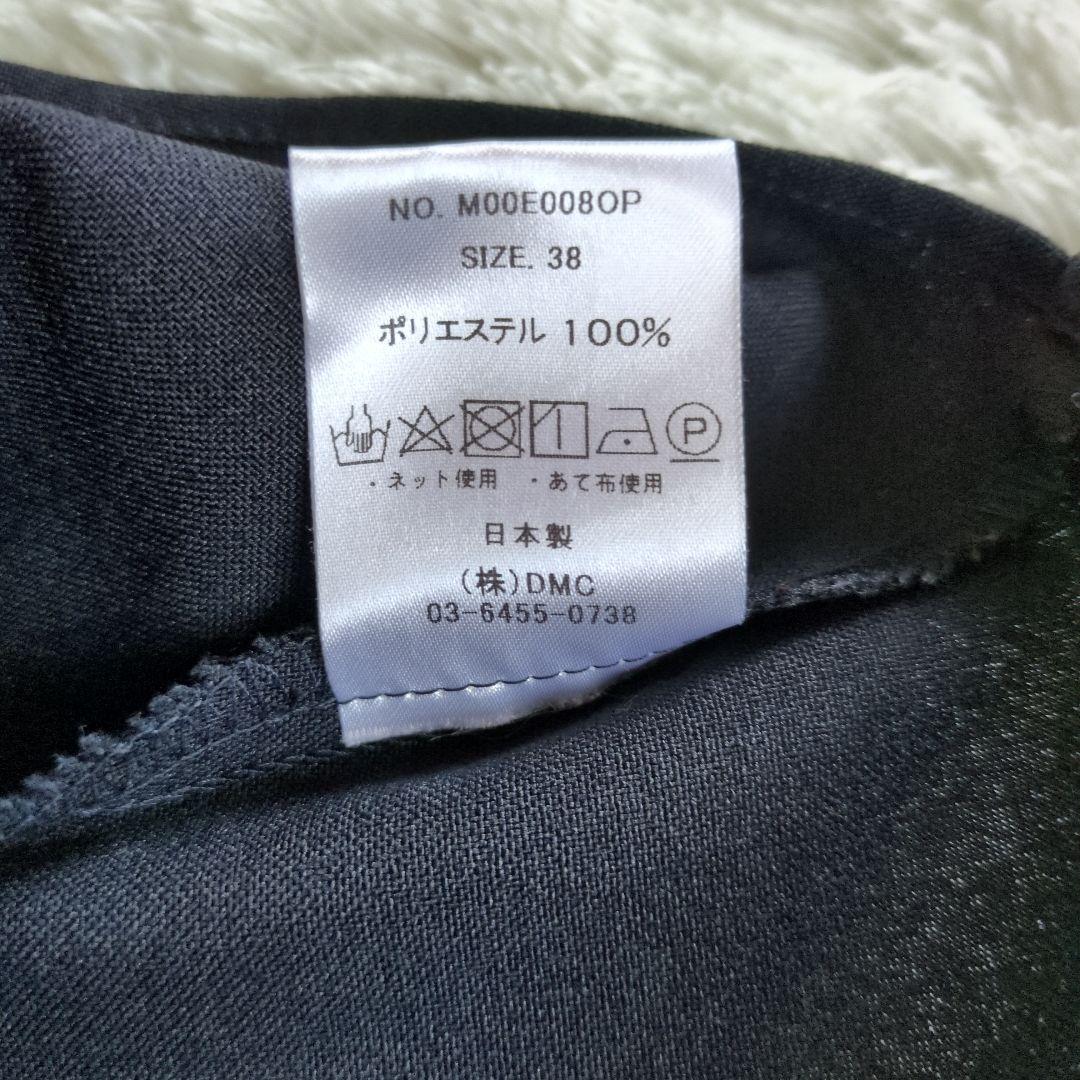 NO. M00E008OP
SIZE. 38
ポリエステル 100%
P
・ネット使用 ・あて布使用
日本製
(株)DMC
03-6455-0738